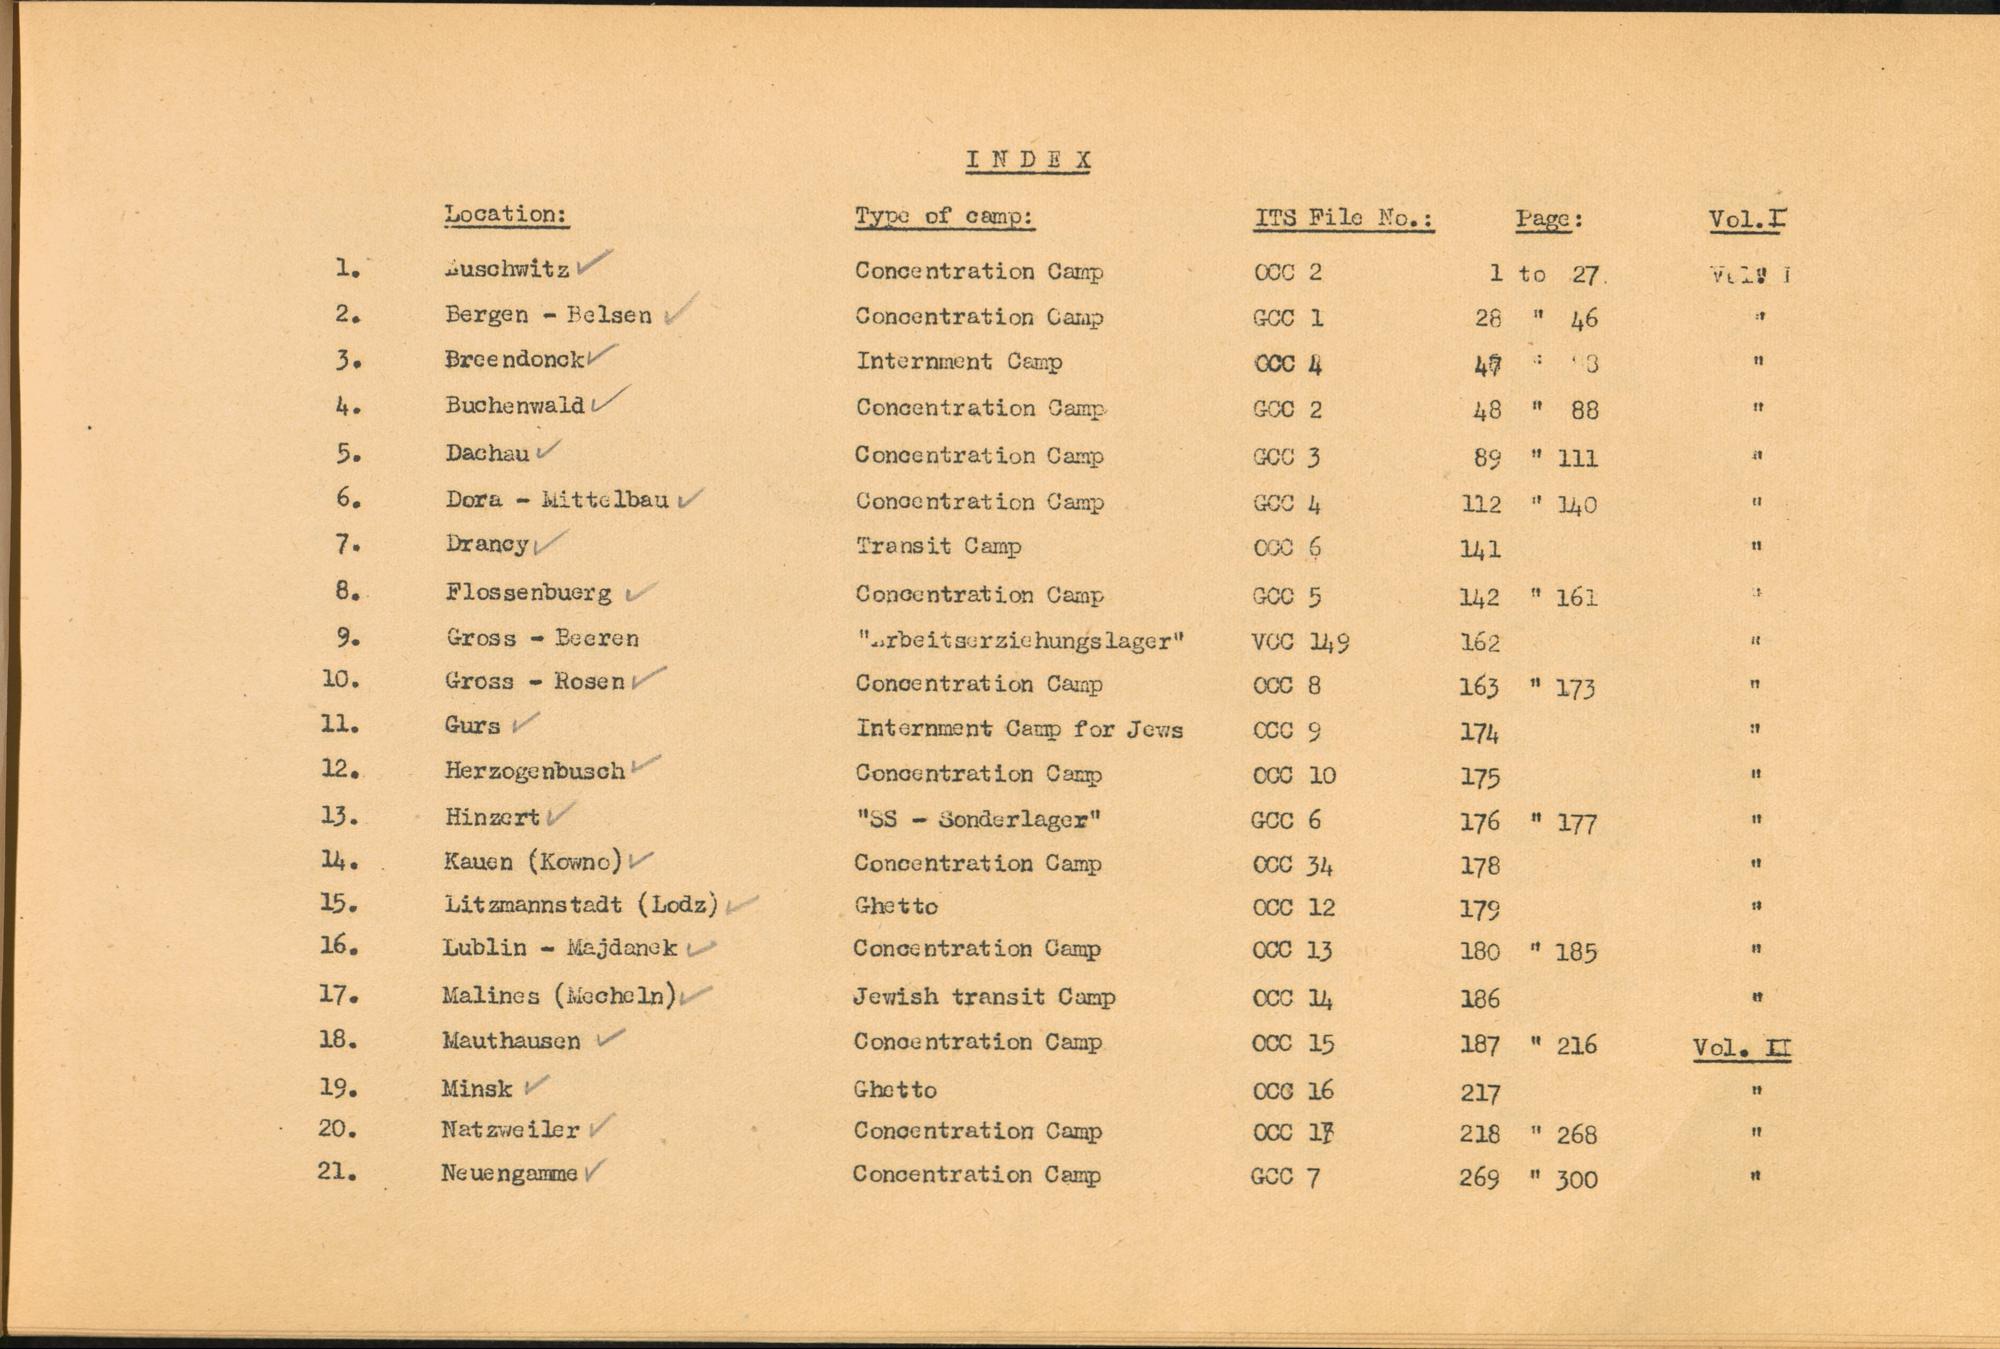 I N D E X
Location: Type of camp: ITS File No.: Page: Vol.I
1. Auschwitz Concentration Camp OCC 2 1 to 27 Vol. I
2. Bergen - Belsen Concentration Camp GCC 1 28 " 46 "
3. Breendonck Internment Camp OCC 4 47 "
4. Buchenwald Concentration Camp GCC 2 48 " 88 "
5. Dachau Concentration Camp GCC 3 89 " 111 "
6. Dora - Mittelbau Concentration Camp GCC 4 112 " 140 "
7. Drancy Transit Camp OCC 6 141 "
8. Flossenbuerg Concentration Camp GCC 5 142 " 161 "
9. Gross - Beeren "Arbeitserziehungslager" VCC 149 162 "
10. Gross - Rosen Concentration Camp OCC 8 163 " 173 "
11. Gurs Internment Camp for Jews OCC 9 174 "
12. Herzogenbusch Concentration Camp OCC 10 175 "
13. Hinzert "SS - Sonderlager" GCC 6 176 " 177 "
14. Kauen (Kowno) Concentration Camp OCC 34 178 "
15. Litzmannstadt (Lodz) Ghetto OCC 12 179 "
16. Lublin - Majdanek Concentration Camp OCC 13 180 " 185 "
17. Malines (Mecheln) Jewish transit Camp OCC 14 186 "
18. Mauthausen Concentration Camp OCC 15 187 " 216 Vol. II
19. Minsk Ghetto OCC 16 217 "
20. Natzweiler Concentration Camp OCC 17 218 " 268 "
21. Neuengamme Concentration Camp GCC 7 269 " 300 "